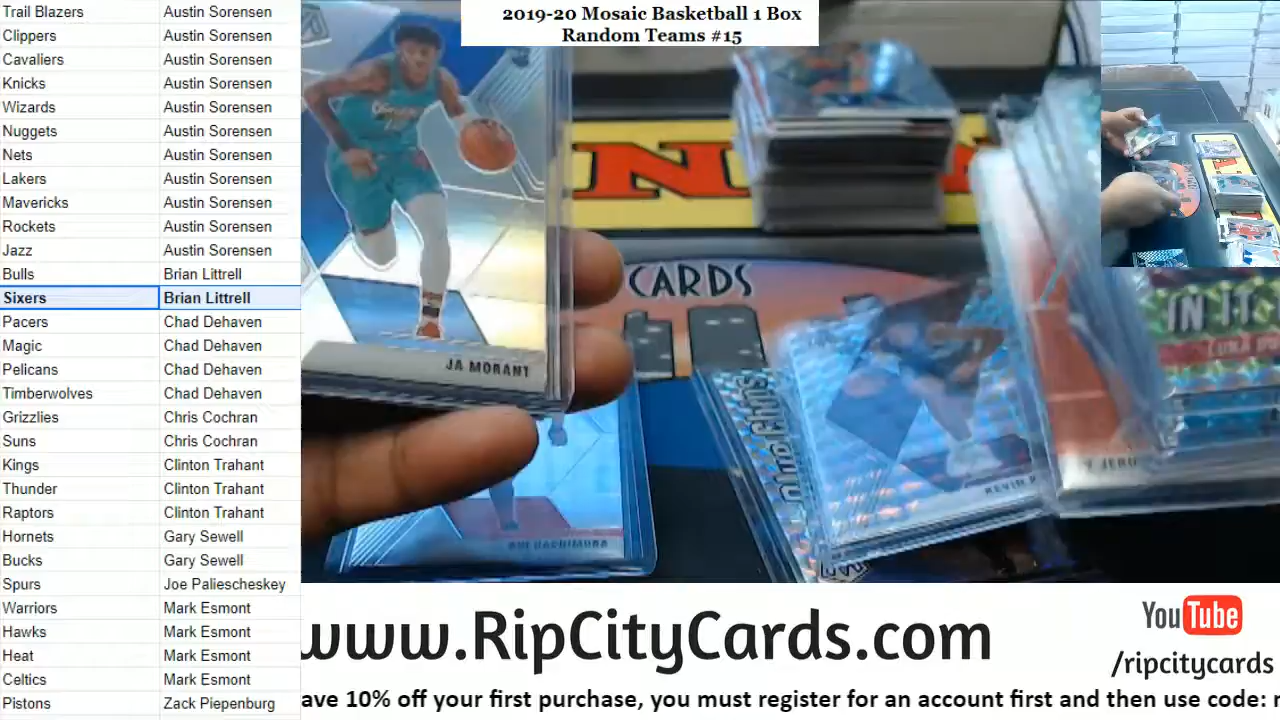 2019-20 Mosaic Basketball 1 Box
Random Teams #15
Trail Blazers Austin Sorensen
Clippers Austin Sorensen
Cavaliers Austin Sorensen
Knicks Austin Sorensen
Wizards Austin Sorensen
Nuggets Austin Sorensen
Nets Austin Sorensen
Lakers Austin Sorensen
Mavericks Austin Sorensen
Rockets Austin Sorensen
Jazz Austin Sorensen
Bulls Brian Littrell
Sixers Brian Littrell
Pacers Chad Dehaven
Magic Chad Dehaven
Pelicans Chad Dehaven
Timberwolves Chad Dehaven
Grizzlies Chris Cochran
Suns Chris Cochran
Kings Clinton Trahant
Thunder Clinton Trahant
Raptors Clinton Trahant
Hornets Gary Sewell
Bucks Gary Sewell
Spurs Joe Paliescheskey
Warriors Mark Esmont
Hawks Mark Esmont
Heat Mark Esmont
Celtics Mark Esmont
Pistons Zack Piepenburg
JA MORANT
CARDS
IN IT
KEVIN
JERO
HACHIMURA
www.RipCityCards.com
YouTube
/ripcitycards
ave 10% off your first purchase, you must register for an account first and then use code: